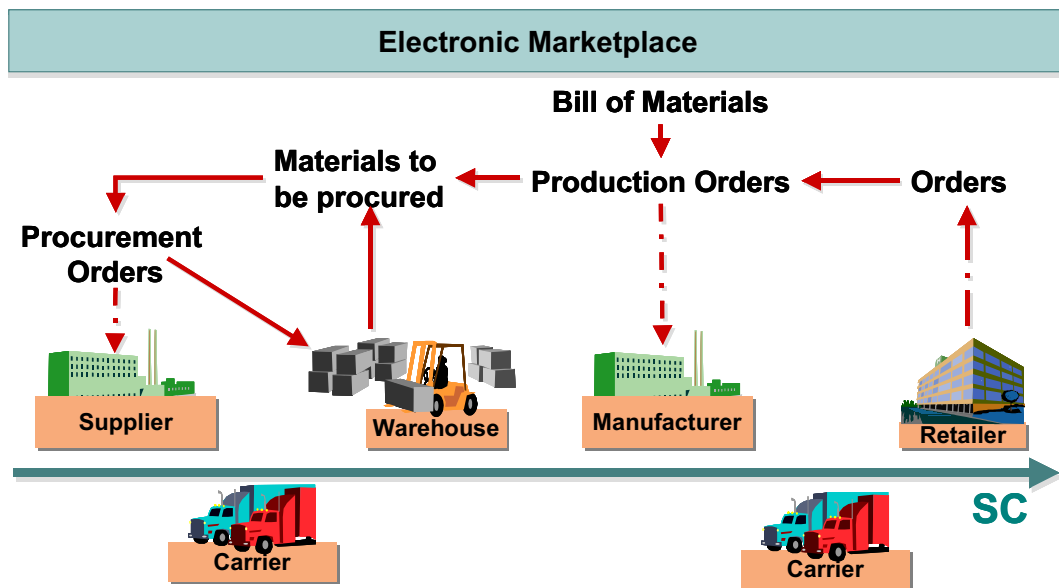 Electronic Marketplace
Bill of Materials
Materials to
be procured
Production Orders
Orders
Procurement
Orders
Supplier
Warehouse
Manufacturer
Retailer
SC
Carrier
Carrier